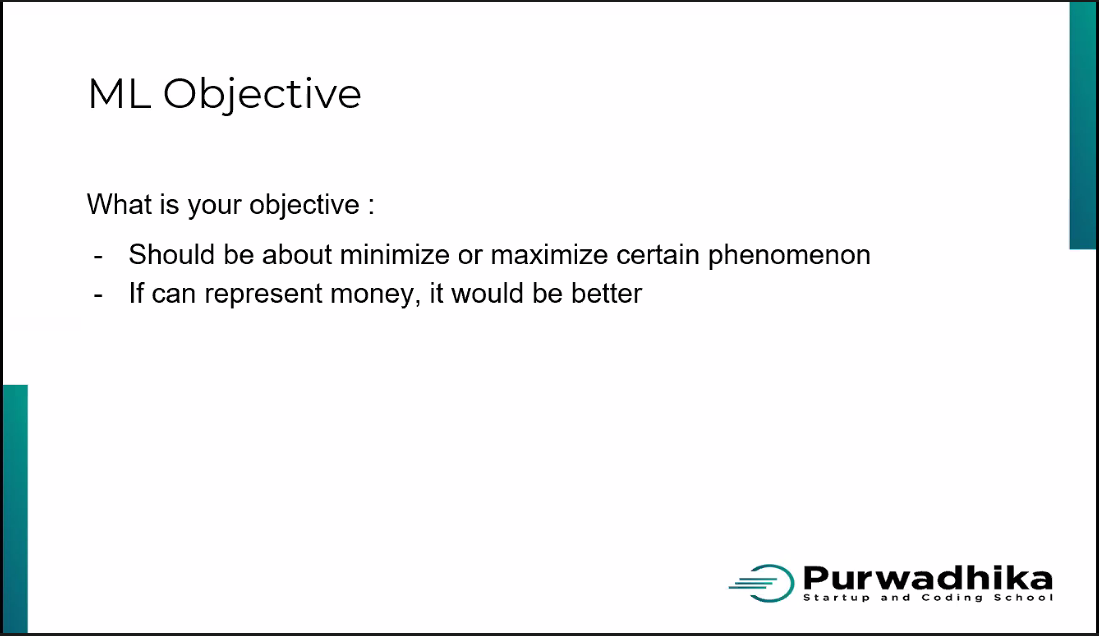 ML Objective
What is your objective :
- Should be about minimize or maximize certain phenomenon
- If can represent money, it would be better
Purwadhika
Startup and Coding School